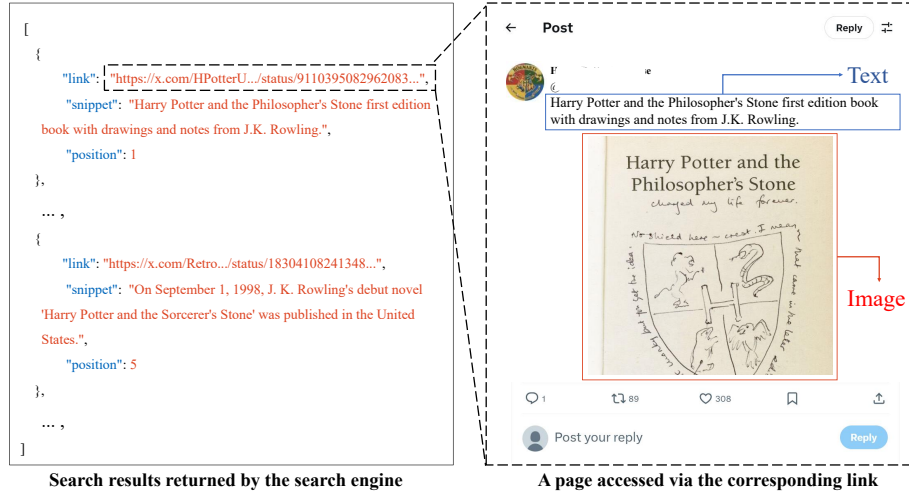 [
{
"link": "https://x.com/HPotterU.../status/9110395082962083...",
"snippet": "Harry Potter and the Philosopher's Stone first edition
book with drawings and notes from J.K. Rowling.",
"position": 1
},
... ,
{
"link": "https://x.com/Retro.../status/18304108241348...",
"snippet": "On September 1, 1998, J. K. Rowling's debut novel
'Harry Potter and the Sorcerer's Stone' was published in the United
States.",
"position": 5
},
... ,
]
Search results returned by the search engine
← Post
Reply
Text
Harry Potter and the Philosopher's Stone first edition book
with drawings and notes from J.K. Rowling.
Harry Potter and the
Philosopher's Stone
changed my life forever.
No shield here ~ crest. I mean
H
Image
1
89
308
Post your reply
Reply
A page accessed via the corresponding link